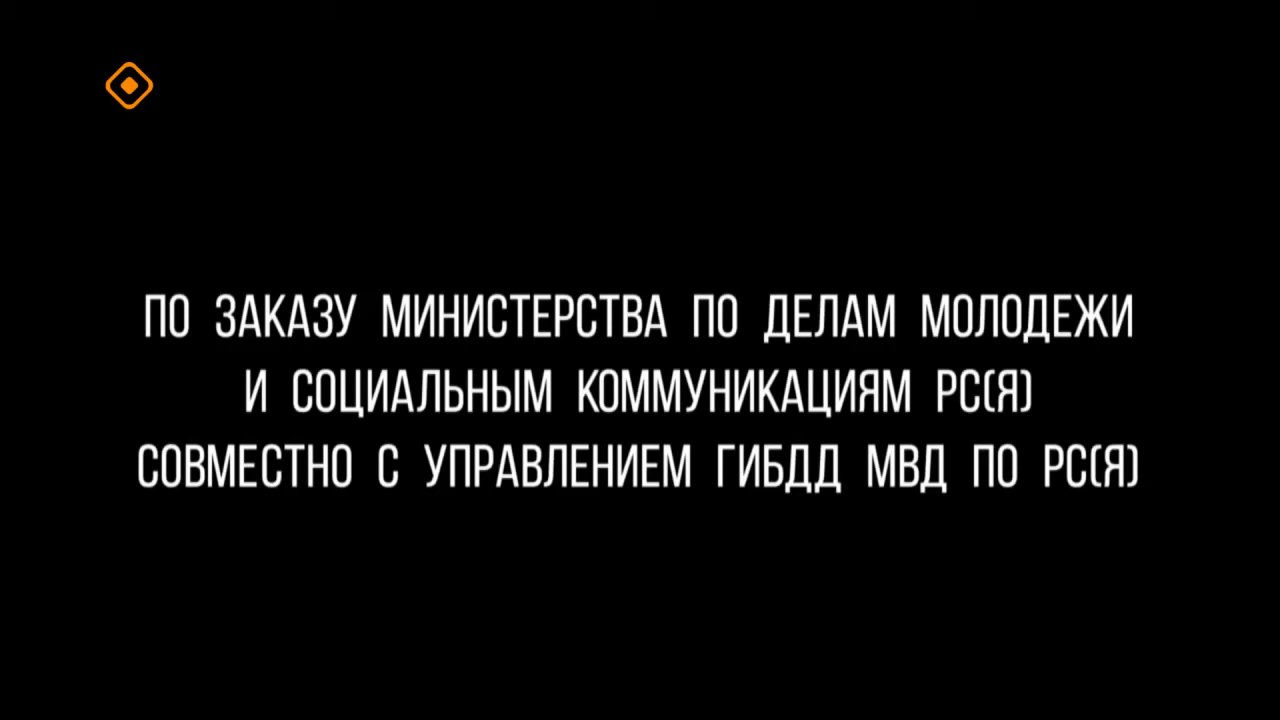 ПО ЗАКАЗУ МИНИСТЕРСТВА ПО ДЕЛАМ МОЛОДЕЖИ
И СОЦИАЛЬНЫМ КОММУНИКАЦИЯМ РС(Я)
СОВМЕСТНО С УПРАВЛЕНИЕМ ГИБДД МВД ПО РС(Я)